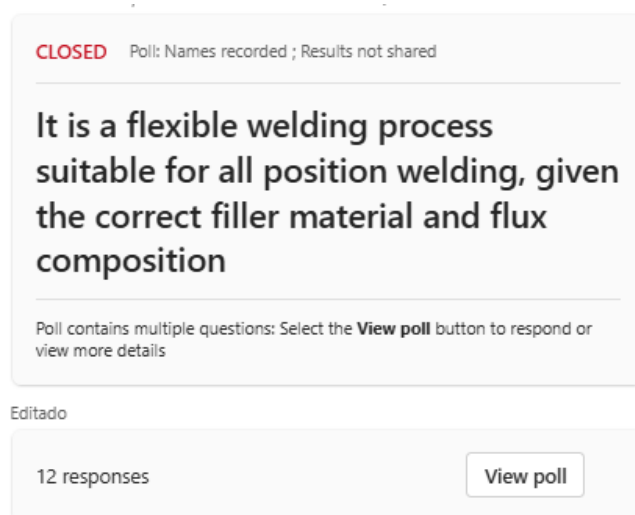 CLOSED Poll: Names recorded ; Results not shared
It is a flexible welding process
suitable for all position welding, given
the correct filler material and flux
composition
Poll contains multiple questions: Select the View poll button to respond or
view more details
Editado
12 responses View poll